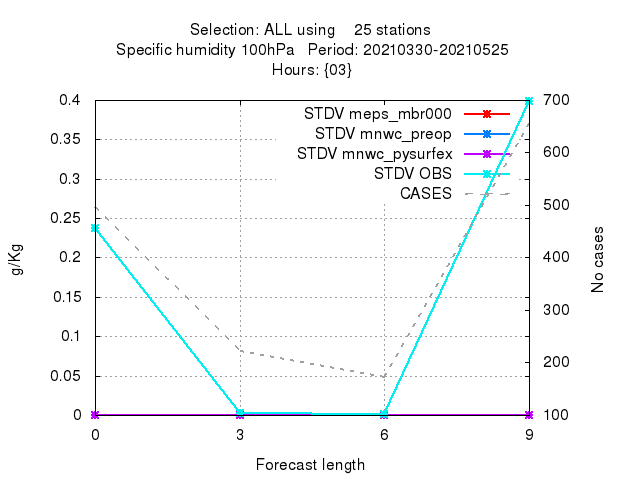 Selection: ALL using    25 stations
Specific humidity 100hPa   Period: 20210330-20210525
Hours: {03}
STDV meps_mbr000
STDV mnwc_preop
STDV mnwc_pysurfex
STDV OBS
CASES
0.4
0.35
0.3
0.25
0.2
0.15
0.1
0.05
0
g/Kg
700
600
500
400
300
200
100
No cases
0 3 6 9
Forecast length